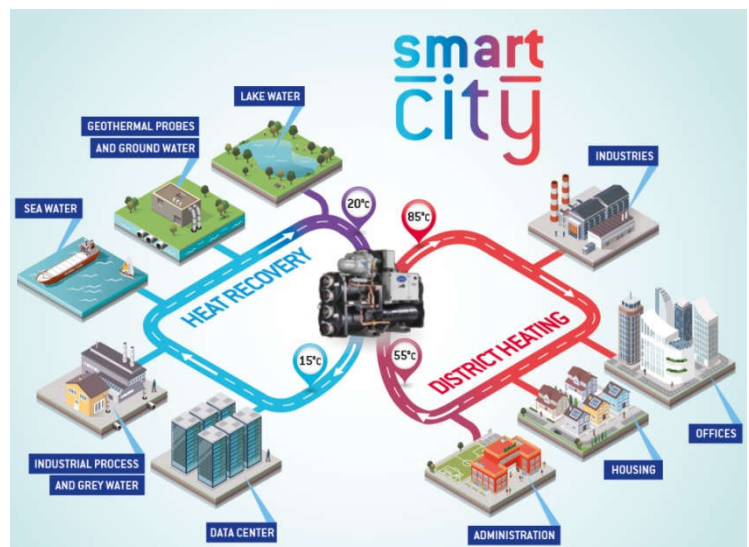 smart
city
LAKE WATER
GEOTHERMAL PROBES
AND GROUND WATER
INDUSTRIES
SEA WATER
20°C
85°C
HEAT RECOVERY
DISTRICT HEATING
15°C
55°C
OFFICES
INDUSTRIAL PROCESS
AND GREY WATER
HOUSING
DATA CENTER
ADMINISTRATION